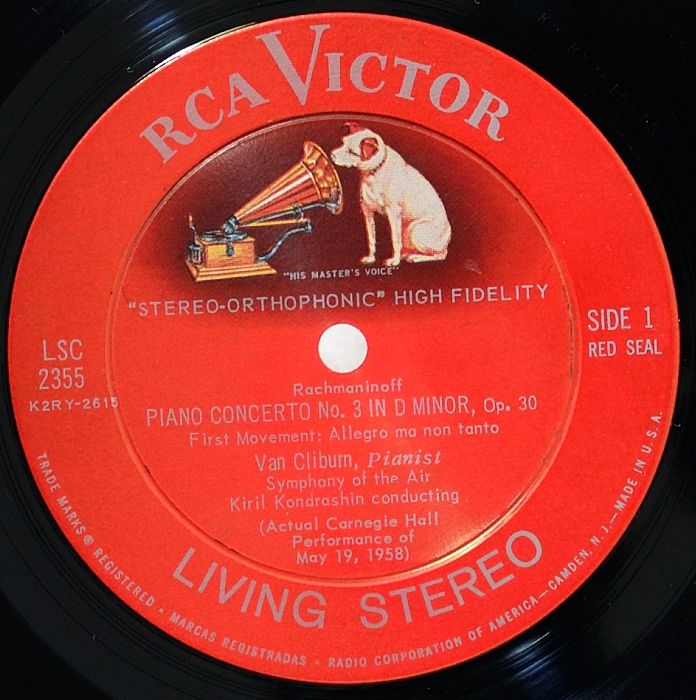 RCA VICTOR
"HIS MASTER'S VOICE"
"STEREO-ORTHOPHONIC" HIGH FIDELITY
LSC
2355
K2RY-2615
SIDE 1
RED SEAL
Rachmaninoff
PIANO CONCERTO No. 3 IN D MINOR, Op. 30
First Movement: Allegro ma non tanto
Van Cliburn, Pianist
Symphony of the Air
Kiril Kondrashin conducting
(Actual Carnegie Hall
Performance of
May 19, 1958)
LIVING STEREO
TRADE MARKS ® REGISTERED • MARCAS REGISTRADAS • RADIO CORPORATION OF AMERICA—CAMDEN, N. J.—MADE IN U. S. A.